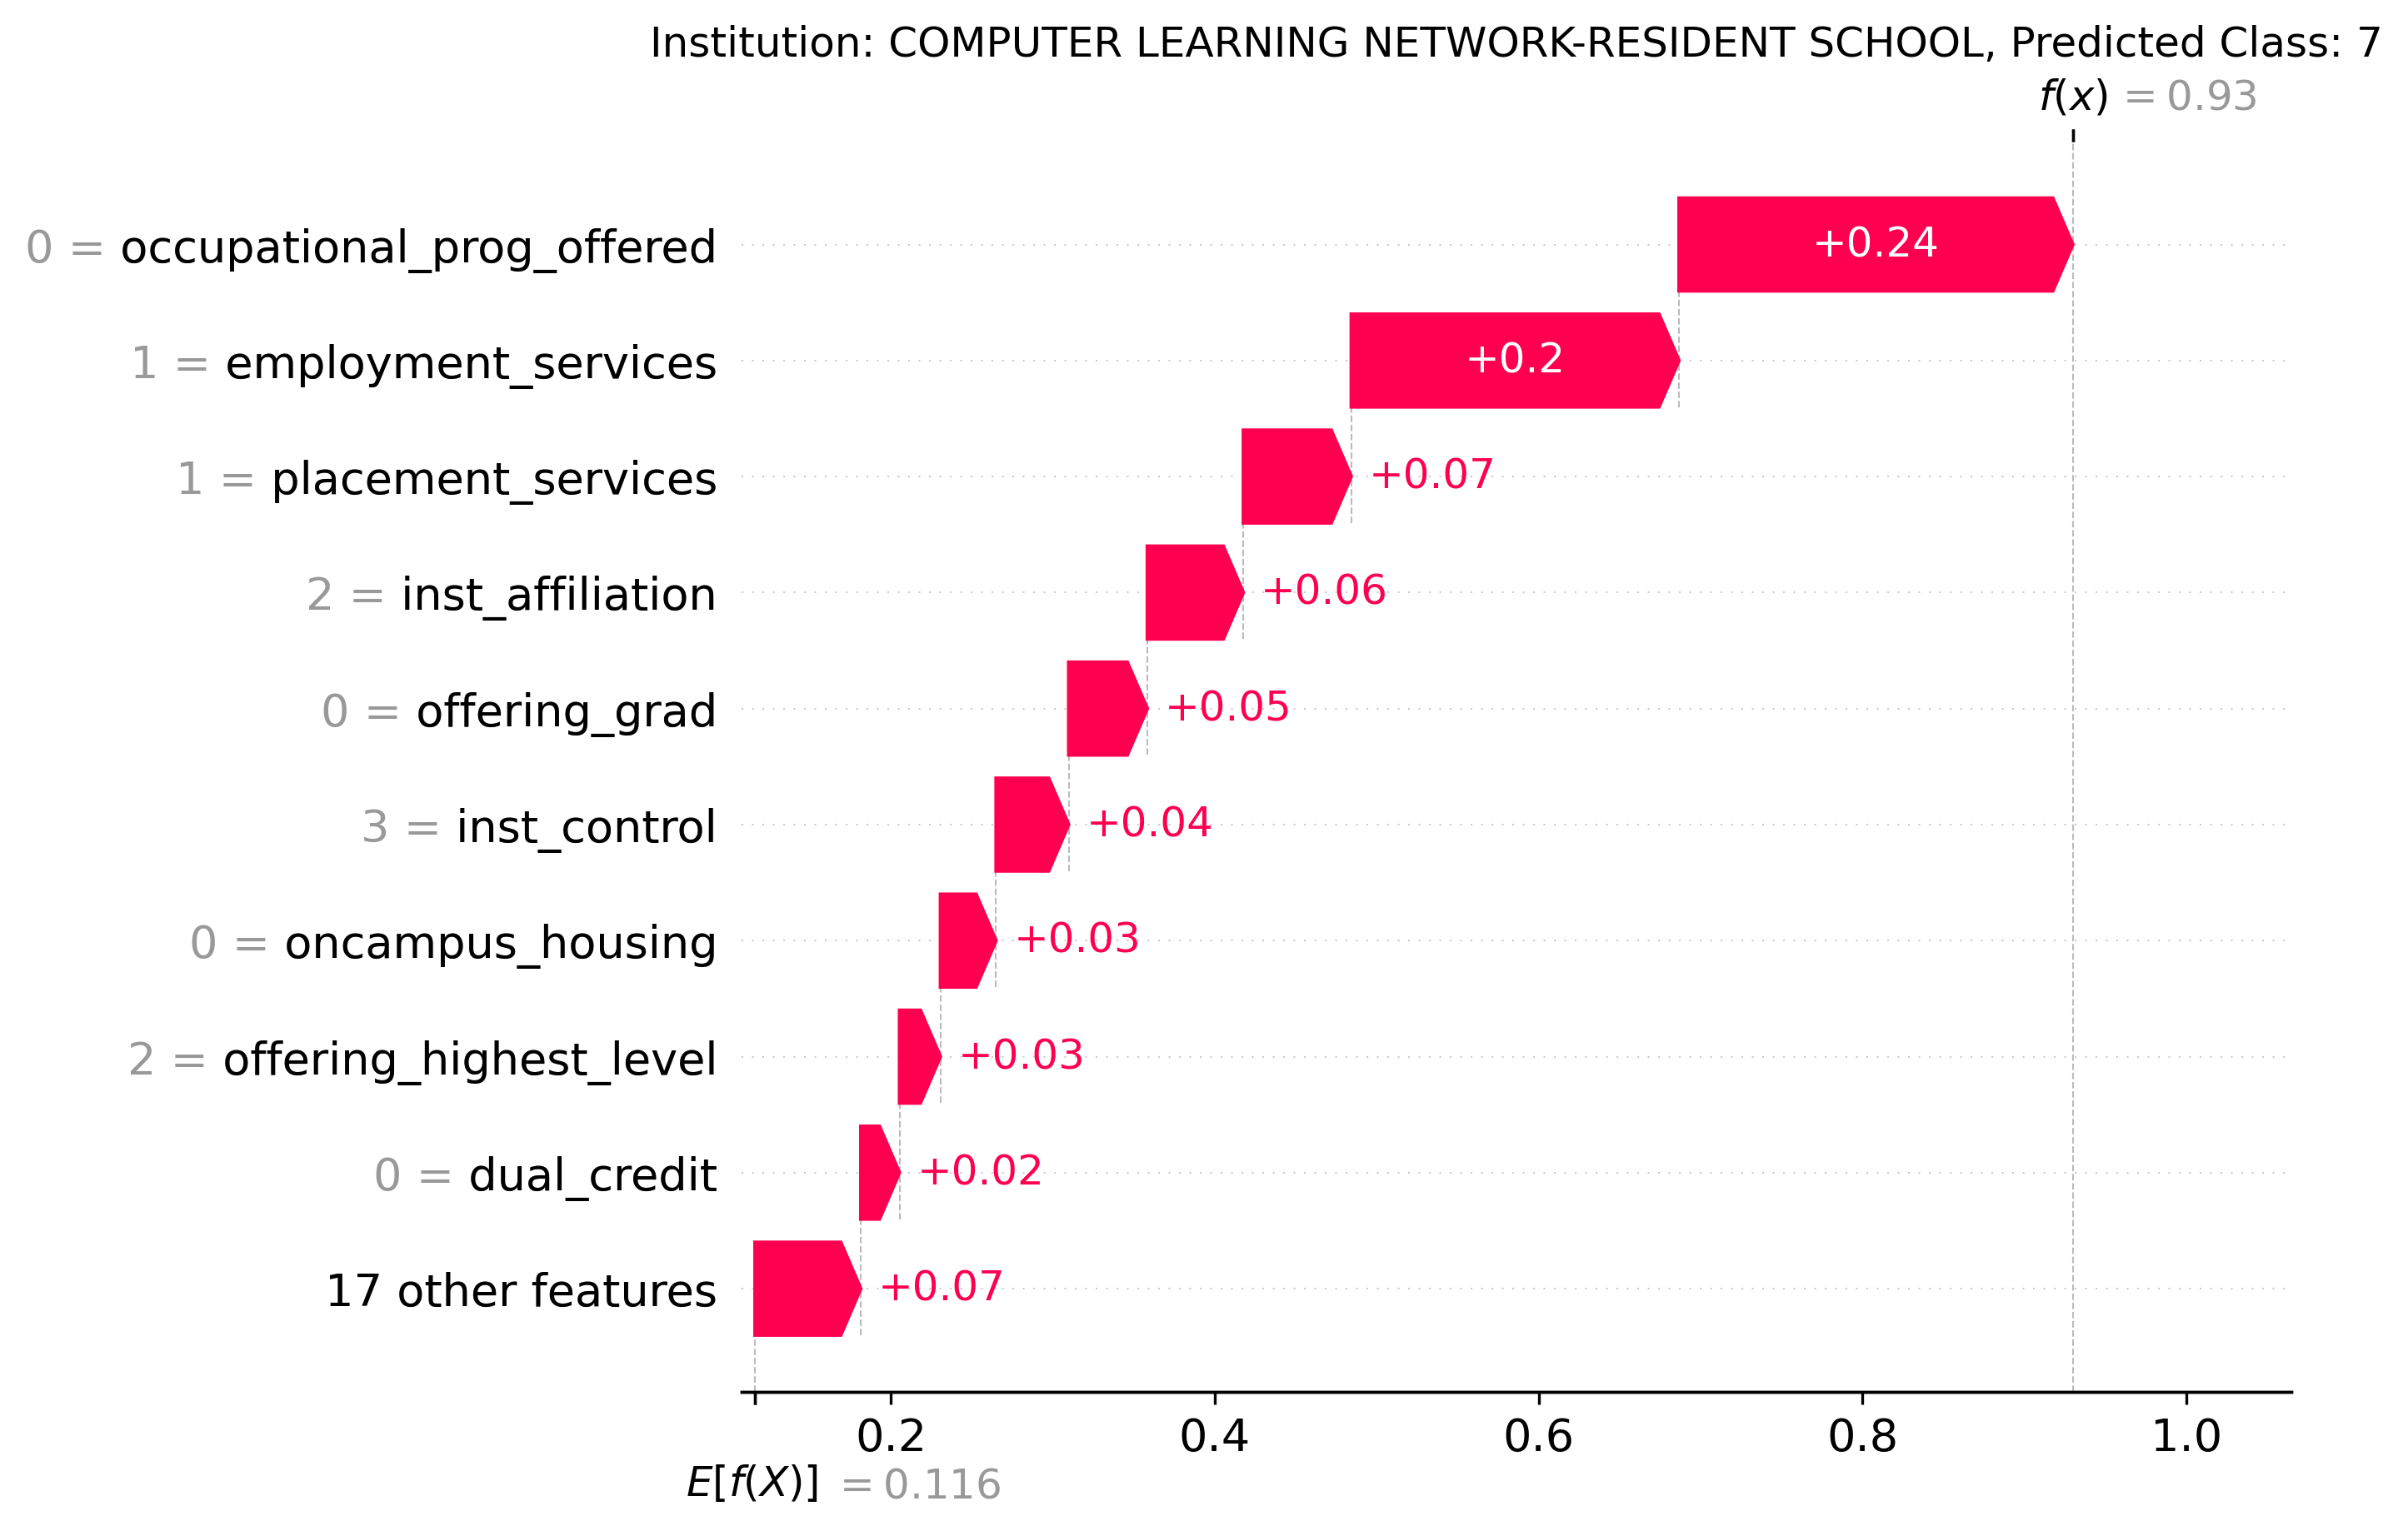 Institution: COMPUTER LEARNING NETWORK-RESIDENT SCHOOL, Predicted Class: 7
f(x) = 0.93
0 = occupational_prog_offered +0.24
1 = employment_services +0.2
1 = placement_services +0.07
2 = inst_affiliation +0.06
0 = offering_grad +0.05
3 = inst_control +0.04
0 = oncampus_housing +0.03
2 = offering_highest_level +0.03
0 = dual_credit +0.02
17 other features +0.07
0.2 0.4 0.6 0.8 1.0
E[f(X)] = 0.116